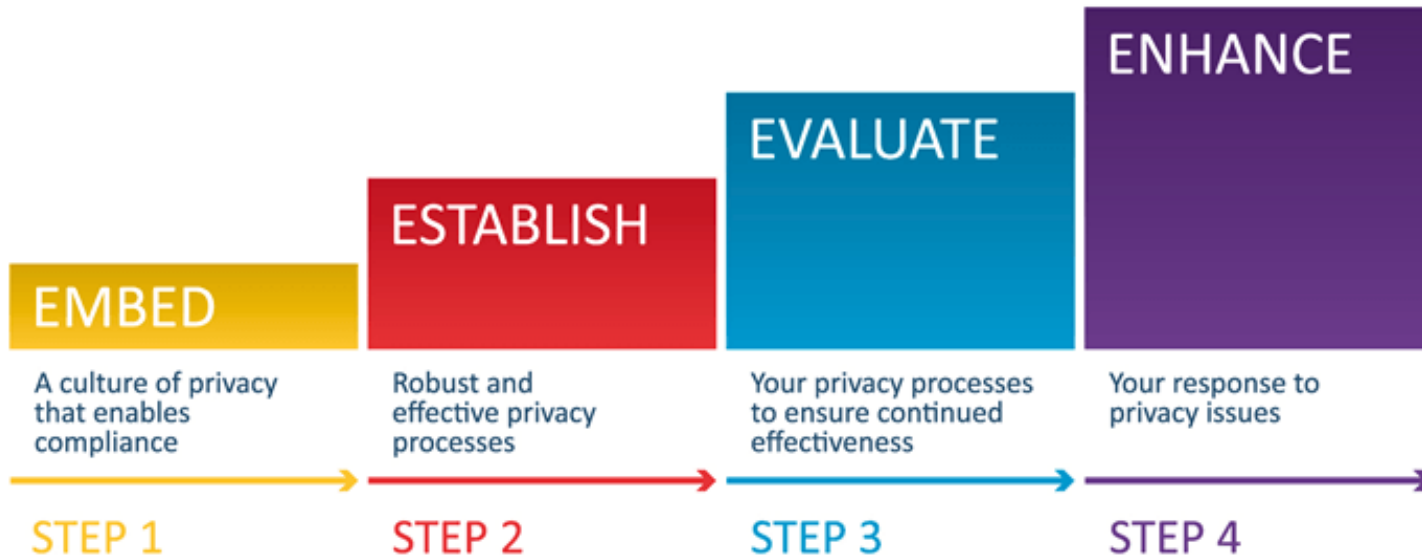 EMBED
A culture of privacy
that enables
compliance
STEP 1
ESTABLISH
Robust and
effective privacy
processes
STEP 2
EVALUATE
Your privacy processes
to ensure continued
effectiveness
STEP 3
ENHANCE
Your response to
privacy issues
STEP 4